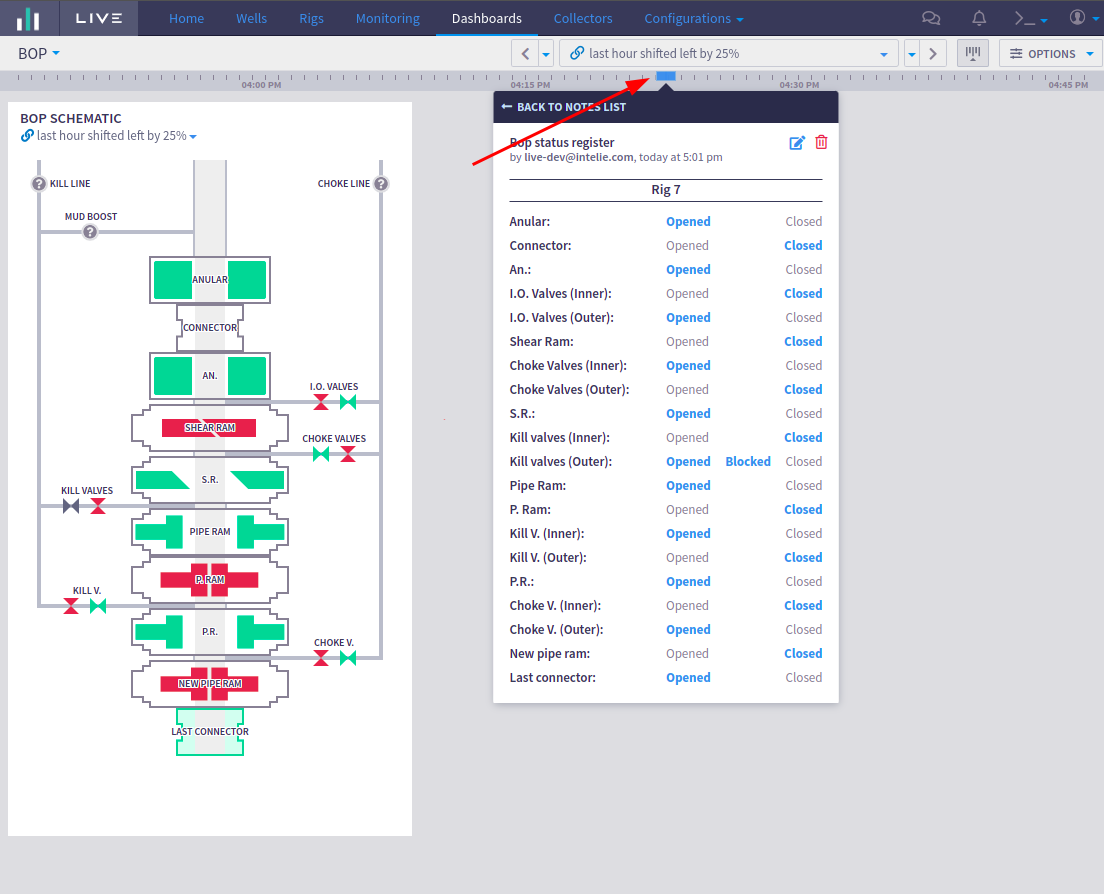 LIVE Home Wells Rigs Monitoring Dashboards Collectors Configurations
BOP last hour shifted left by 25% OPTIONS
04:00 PM 04:15 PM 04:30 PM 04:45 PM
BOP SCHEMATIC
last hour shifted left by 25%
KILL LINE
CHOKE LINE
MUD BOOST
ANULAR
CONNECTOR
AN.
I.O. VALVES
SHEAR RAM
CHOKE VALVES
S.R.
KILL VALVES
PIPE RAM
P. RAM
KILL V.
P.R.
CHOKE V.
NEW PIPE RAM
LAST CONNECTOR
BACK TO NOTES LIST
Bop status register
by live-dev@intelie.com, today at 5:01 pm
Rig 7
Anular: Opened Closed
Connector: Opened Closed
An.: Opened Closed
I.O. Valves (Inner): Opened Closed
I.O. Valves (Outer): Opened Closed
Shear Ram: Opened Closed
Choke Valves (Inner): Opened Closed
Choke Valves (Outer): Opened Closed
S.R.: Opened Closed
Kill valves (Inner): Opened Closed
Kill valves (Outer): Opened Blocked Closed
Pipe Ram: Opened Closed
P. Ram: Opened Closed
Kill V. (Inner): Opened Closed
Kill V. (Outer): Opened Closed
P.R.: Opened Closed
Choke V. (Inner): Opened Closed
Choke V. (Outer): Opened Closed
New pipe ram: Opened Closed
Last connector: Opened Closed